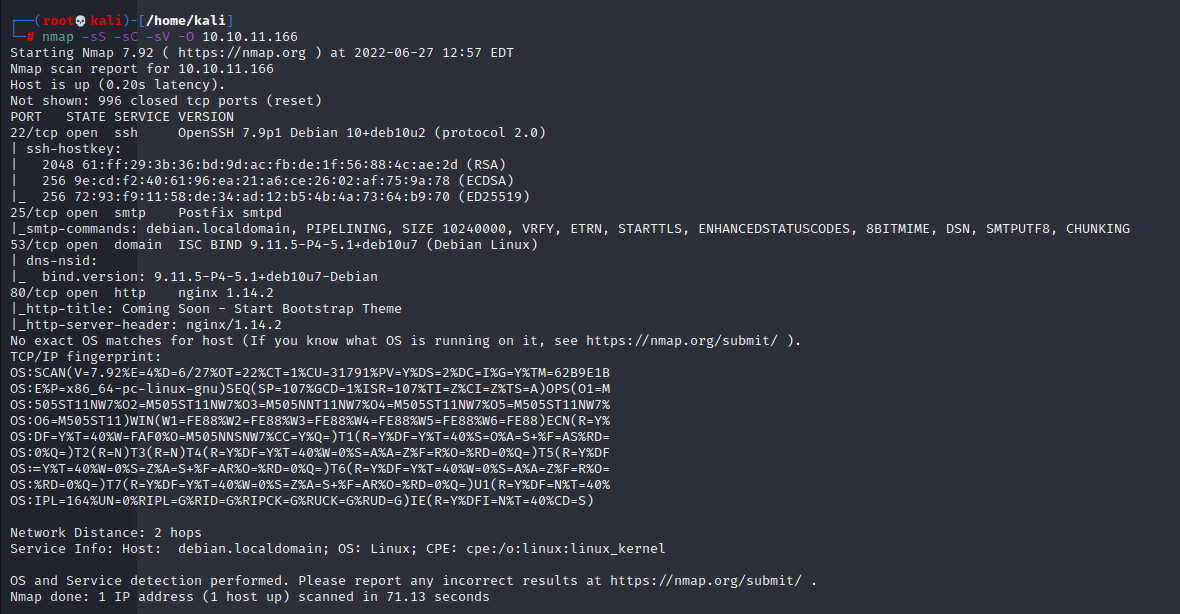 ┌──(root💀kali)-[/home/kali]
└─# nmap -sS -sC -sV -O 10.10.11.166
Starting Nmap 7.92 ( https://nmap.org ) at 2022-06-27 12:57 EDT
Nmap scan report for 10.10.11.166
Host is up (0.20s latency).
Not shown: 996 closed tcp ports (reset)
PORT   STATE SERVICE VERSION
22/tcp open  ssh     OpenSSH 7.9p1 Debian 10+deb10u2 (protocol 2.0)
| ssh-hostkey:
|   2048 61:ff:29:3b:36:bd:9d:ac:fb:de:1f:56:88:4c:ae:2d (RSA)
|   256 9e:cd:f2:40:61:96:ea:21:a6:ce:26:02:af:75:9a:78 (ECDSA)
|_  256 72:93:f9:11:58:de:34:ad:12:b5:4b:4a:73:64:b9:70 (ED25519)
25/tcp open  smtp    Postfix smtpd
|_smtp-commands: debian.localdomain, PIPELINING, SIZE 10240000, VRFY, ETRN, STARTTLS, ENHANCEDSTATUSCODES, 8BITMIME, DSN, SMTPUTF8, CHUNKING
53/tcp open  domain  ISC BIND 9.11.5-P4-5.1+deb10u7 (Debian Linux)
| dns-nsid:
|_  bind.version: 9.11.5-P4-5.1+deb10u7-Debian
80/tcp open  http    nginx 1.14.2
|_http-title: Coming Soon - Start Bootstrap Theme
|_http-server-header: nginx/1.14.2
No exact OS matches for host (If you know what OS is running on it, see https://nmap.org/submit/ ).
TCP/IP fingerprint:
OS:SCAN(V=7.92%E=4%D=6/27%OT=22%CT=1%CU=31791%PV=Y%DS=2%DC=I%G=Y%TM=62B9E1B
OS:E%P=x86_64-pc-linux-gnu)SEQ(SP=107%GCD=1%ISR=107%TI=Z%CI=Z%TS=A)OPS(O1=M
OS:505ST11NW7%O2=M505ST11NW7%O3=M505NNT11NW7%O4=M505ST11NW7%O5=M505ST11NW7%
OS:O6=M505ST11)WIN(W1=FE88%W2=FE88%W3=FE88%W4=FE88%W5=FE88%W6=FE88)ECN(R=Y%
OS:DF=Y%T=40%W=FAF0%O=M505NNSNW7%CC=Y%Q=)T1(R=Y%DF=Y%T=40%S=O%A=S+%F=AS%RD=
OS:0%Q=)T2(R=N)T3(R=N)T4(R=Y%DF=Y%T=40%W=0%S=A%A=Z%F=R%O=%RD=0%Q=)T5(R=Y%DF
OS:=Y%T=40%W=0%S=Z%A=S+%F=AR%O=%RD=0%Q=)T6(R=Y%DF=Y%T=40%W=0%S=A%A=Z%F=R%O=
OS:%RD=0%Q=)T7(R=Y%DF=Y%T=40%W=0%S=Z%A=S+%F=AR%O=%RD=0%Q=)U1(R=Y%DF=N%T=40%
OS:IPL=164%UN=0%RIPL=G%RID=G%RIPCK=G%RUCK=G%RUD=G)IE(R=Y%DFI=N%T=40%CD=S)
Network Distance: 2 hops
Service Info: Host:  debian.localdomain; OS: Linux; CPE: cpe:/o:linux:linux_kernel
OS and Service detection performed. Please report any incorrect results at https://nmap.org/submit/ .
Nmap done: 1 IP address (1 host up) scanned in 71.13 seconds